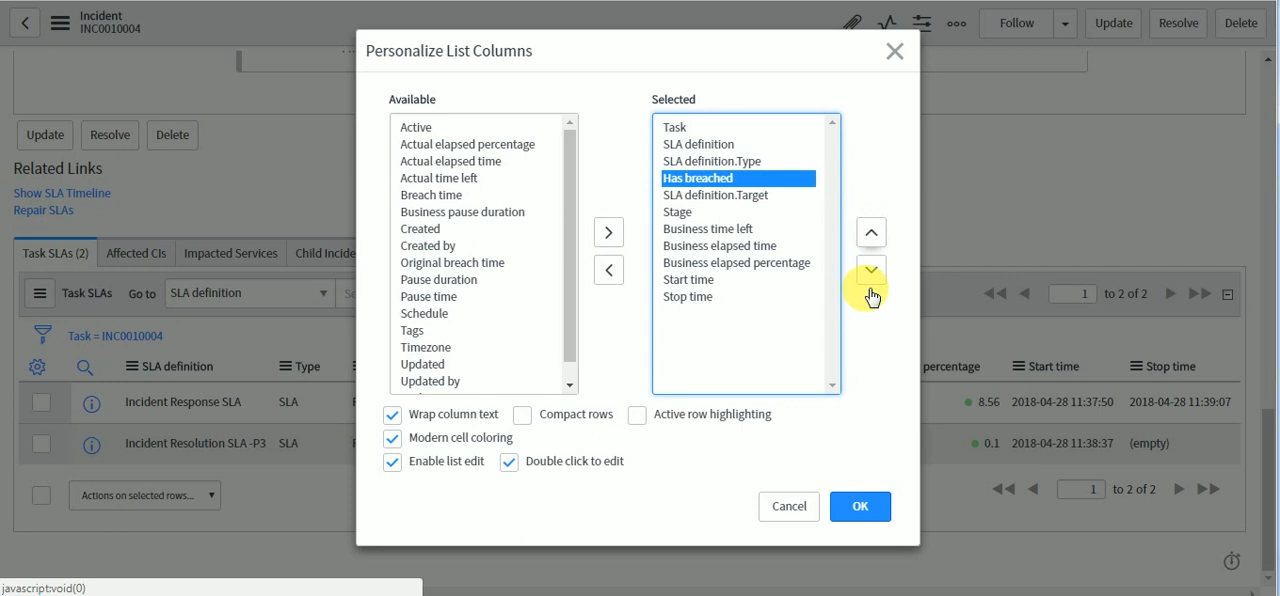 Incident
INC0010004
Follow
Update
Resolve
Delete
Personalize List Columns
Available
Selected
Active
Actual elapsed percentage
Actual elapsed time
Actual time left
Breach time
Business pause duration
Created
Created by
Original breach time
Pause duration
Pause time
Schedule
Tags
Timezone
Updated
Updated by
Task
SLA definition
SLA definition.Type
Has breached
SLA definition.Target
Stage
Business time left
Business elapsed time
Business elapsed percentage
Start time
Stop time
Wrap column text
Compact rows
Active row highlighting
Modern cell coloring
Enable list edit
Double click to edit
Cancel
OK
Update
Resolve
Delete
Related Links
Show SLA Timeline
Repair SLAs
Task SLAs (2)
Affected CIs
Impacted Services
Child Incide
Task SLAs
Go to
SLA definition
1 to 2 of 2
Task = INC0010004
SLA definition
Type
percentage
Start time
Stop time
Incident Response SLA
SLA
8.56
2018-04-28 11:37:50
2018-04-28 11:39:07
Incident Resolution SLA -P3
SLA
0.1
2018-04-28 11:38:37
(empty)
Actions on selected rows...
1 to 2 of 2
javascript:void(0)